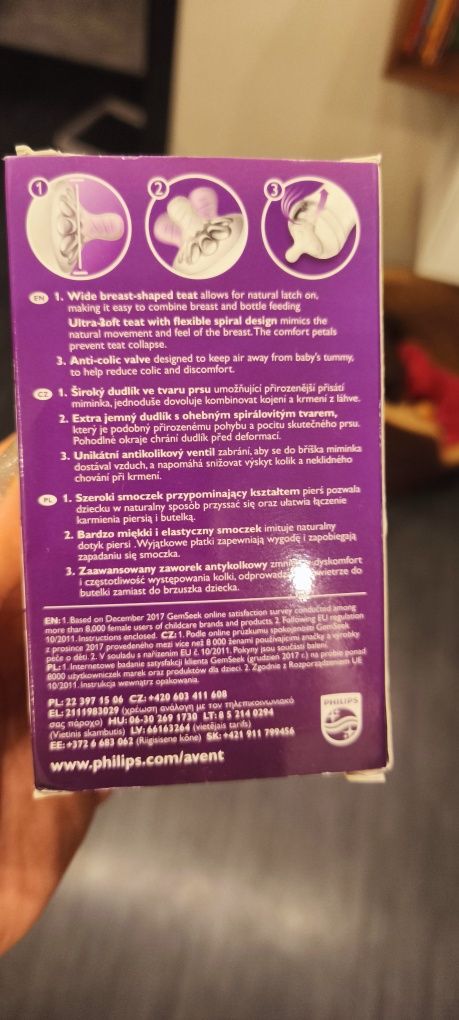 1
2
3
EN 1. Wide breast-shaped teat allows for natural latch on,
making it easy to combine breast and bottle feeding
Ultra-soft teat with flexible spiral design mimics the
natural movement and feel of the breast. The comfort petals
prevent teat collapse.
3. Anti-colic valve designed to keep air away from baby's tummy,
to help reduce colic and discomfort.
CZ 1. Široký dudlík ve tvaru prsu umožňující přirozenější přisátí
miminka, jednoduše dovoluje kombinovat kojení a krmení z láhve.
2. Extra jemný dudlík s ohebným spirálovitým tvarem,
který je podobný přirozenému pohybu a pocitu skutečného prsu.
Pohodlné okraje chrání dudlík před deformací.
3. Unikátní antikolikový ventil zabrání, aby se do bříška miminka
dostával vzduch, a napomáhá snižovat výskyt kolik a neklidného
chování při krmení.
PL 1. Szeroki smoczek przypominający kształtem pierś pozwala
dziecku w naturalny sposób przyssać się oraz ułatwia łączenie
karmienia piersią i butelką.
2. Bardzo miękki i elastyczny smoczek imituje naturalny
dotyk piersi .Wyjątkowe płatki zapewniają wygodę i zapobiegają
zapadaniu się smoczka.
3. Zaawansowany zaworek antykolkowy dyskomfort
i częstotliwość występowania kolki, powietrze do
butelki zamiast do brzuszka dziecka.
EN: 1. Based on December 2017 GemSeek online satisfaction survey conducted among
more than 8,000 female users of childcare brands and products. 2. Following EU regulation
10/2011. Instructions enclosed. CZ: 1. Podle online průzkumu spokojenosti GemSeek
z prosince 2017 provedeného mezi více než 8 000 ženami používajícími značky a výrobky
péče o děti. 2. V souladu s nařízením EU č. 10/2011. Pokyny jsou součástí balení.
PL: 1. Internetowe badanie satysfakcji klienta GemSeek (grudzień 2017 r.) na próbie ponad
8000 użytkowniczek marek oraz produktów dla dzieci. 2. Zgodnie z Rozporządzeniem UE
10/2011. Instrukcja wewnątrz opakowania.
PL: 22 397 15 06 CZ: +420 603 411 608
EL: 2111983029 (χρέωση ανάλογη με τον τηλεπικοινωνιακό
σας πάροχο) HU: 06-30 269 1730 LT: 8 5 214 0294
(Vietinis skambutis) LV: 66163264 (vietējais tarifs)
EE: +372 6 683 062 (Riigisisene kõne) SK: +421 911 799456
PHILIPS
www.philips.com/avent